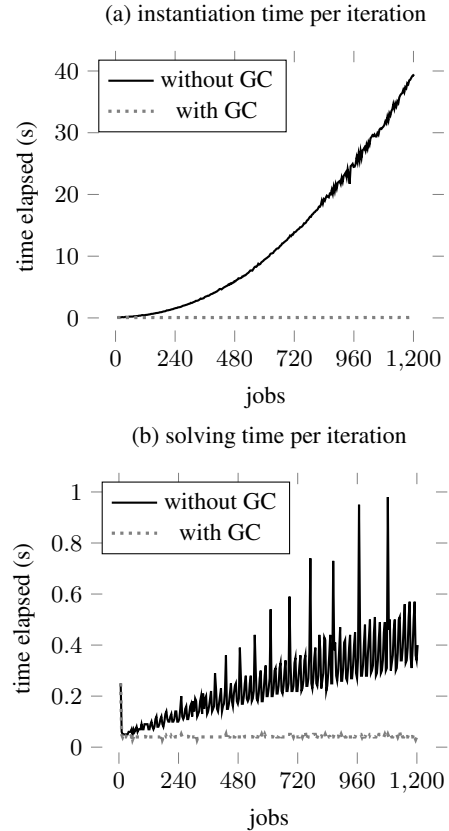 (a) instantiation time per iteration
without GC
with GC
time elapsed (s)
40
30
20
10
0
0 240 480 720 960 1,200
jobs
(b) solving time per iteration
without GC
with GC
time elapsed (s)
1
0.8
0.6
0.4
0.2
0
0 240 480 720 960 1,200
jobs